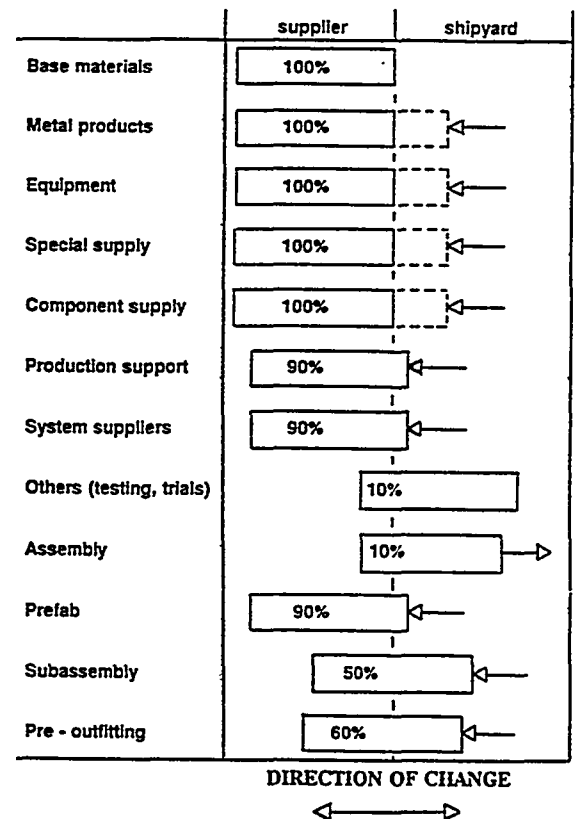 supplier shipyard
Base materials 100%
Metal products 100%
Equipment 100%
Special supply 100%
Component supply 100%
Production support 90%
System suppliers 90%
Others (testing, trials) 10%
Assembly 10%
Prefab 90%
Subassembly 50%
Pre - outfitting 60%
DIRECTION OF CHANGE